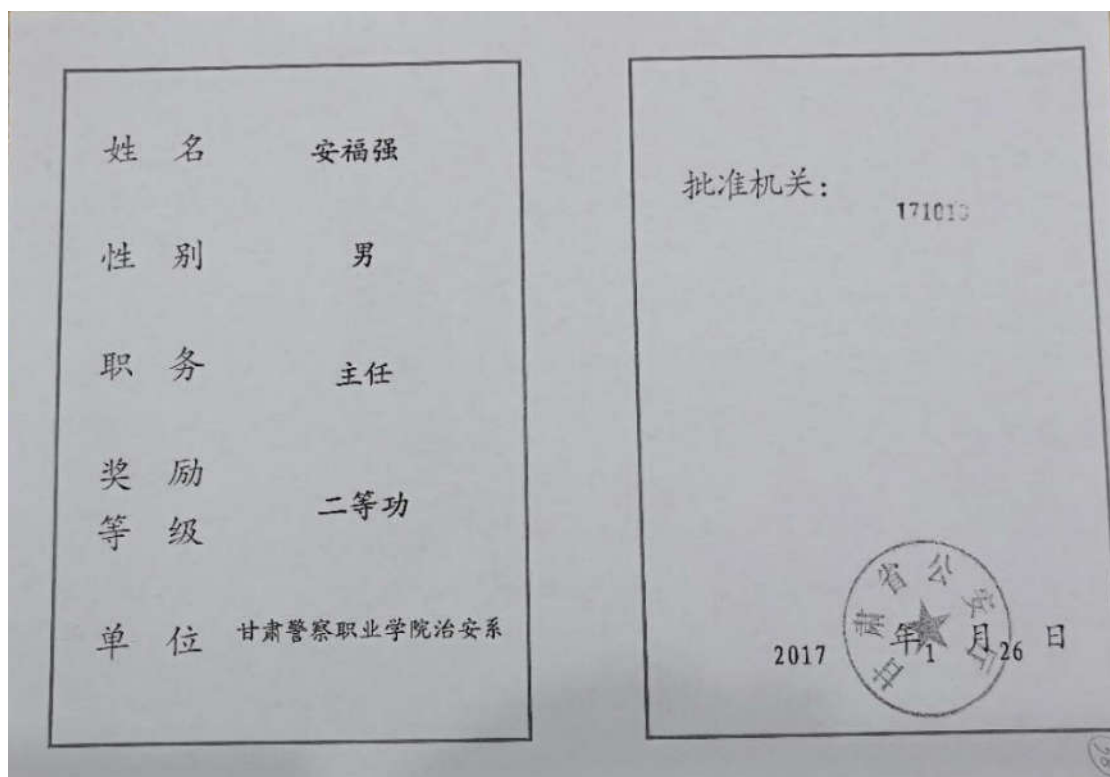 姓 名 安福强
性 别 男
职 务 主任
奖 励
等 级
二等功
单 位 甘肃警察职业学院治安系
批准机关:
甘肃省公安厅
2017 年 1 月 26 日